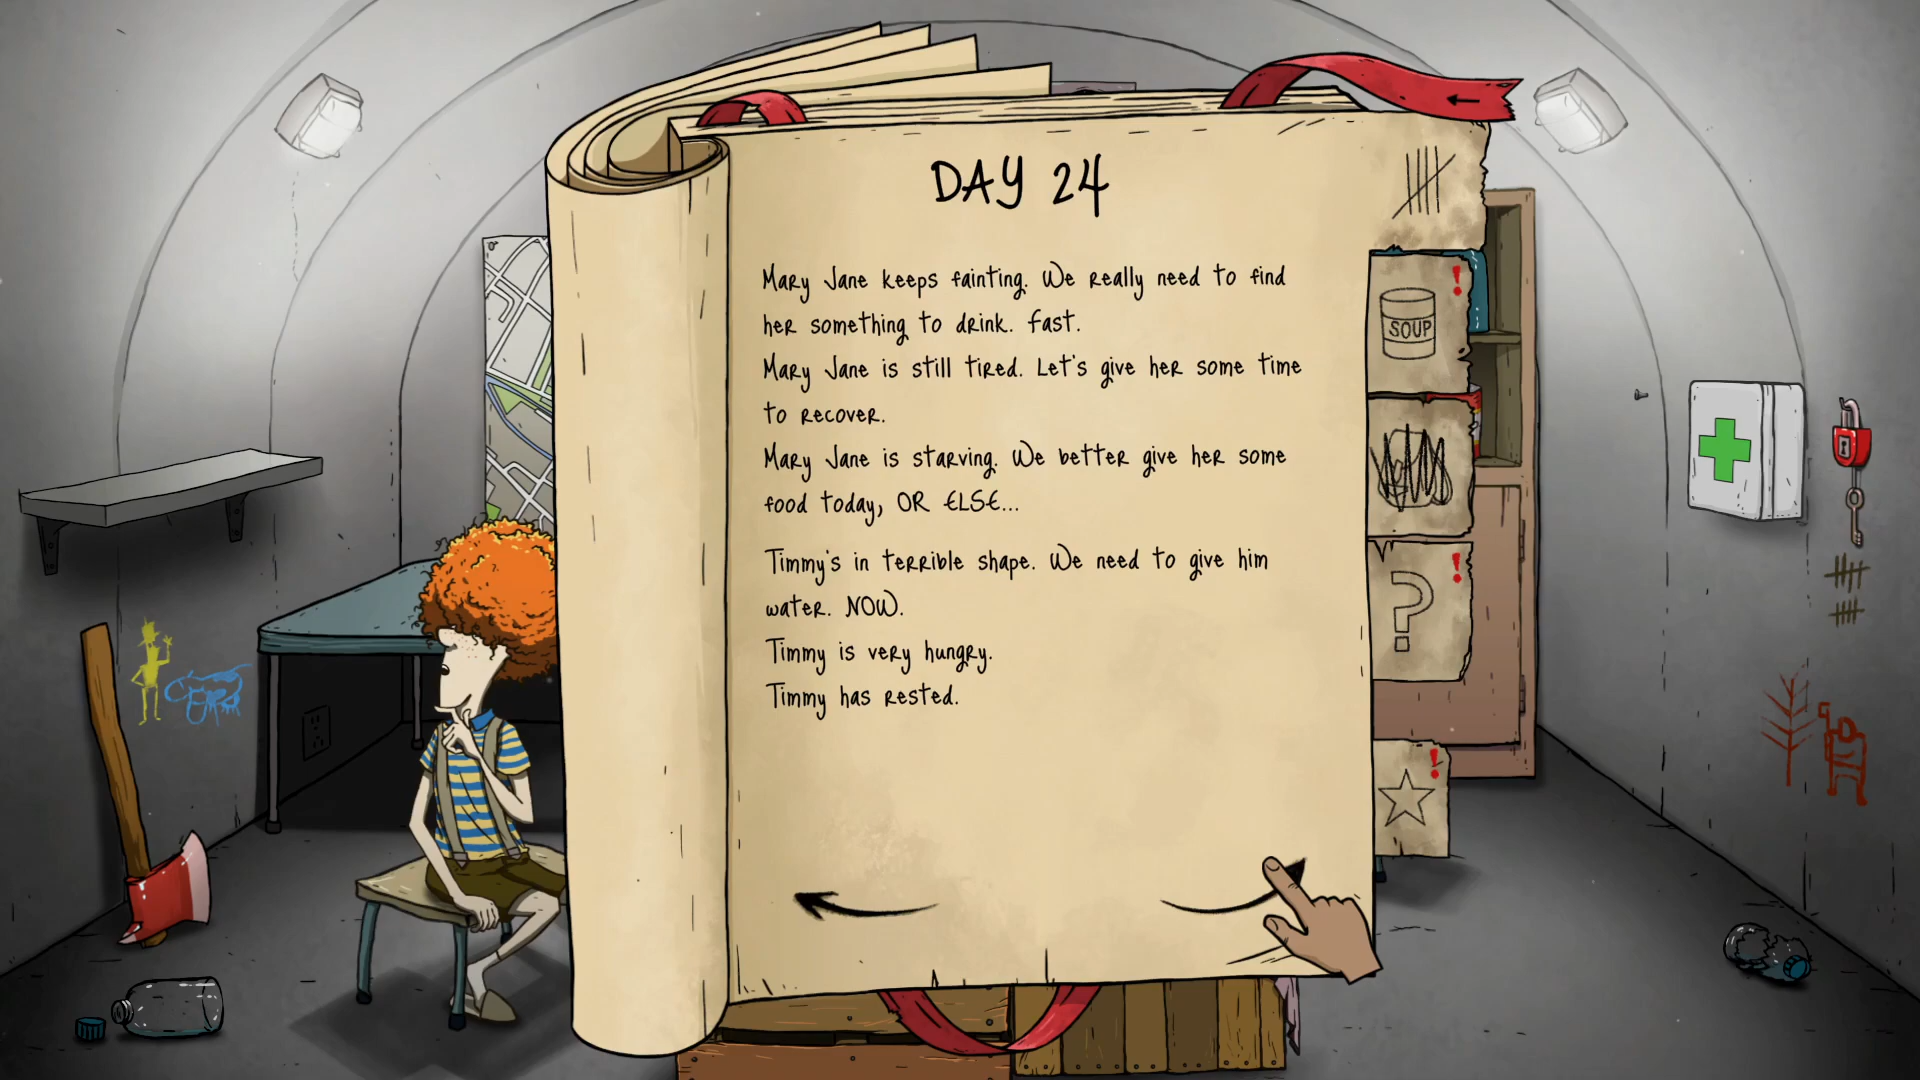 DAY 24
Mary Jane keeps fainting. We really need to find
her something to drink. Fast.
Mary Jane is still tired. Let's give her some time
to recover.
Mary Jane is starving. We better give her some
food today, OR ELSE...
Timmy's in terrible shape. We need to give him
water. NOW.
Timmy is very hungry.
Timmy has rested.
!
SOUP
!
?
!